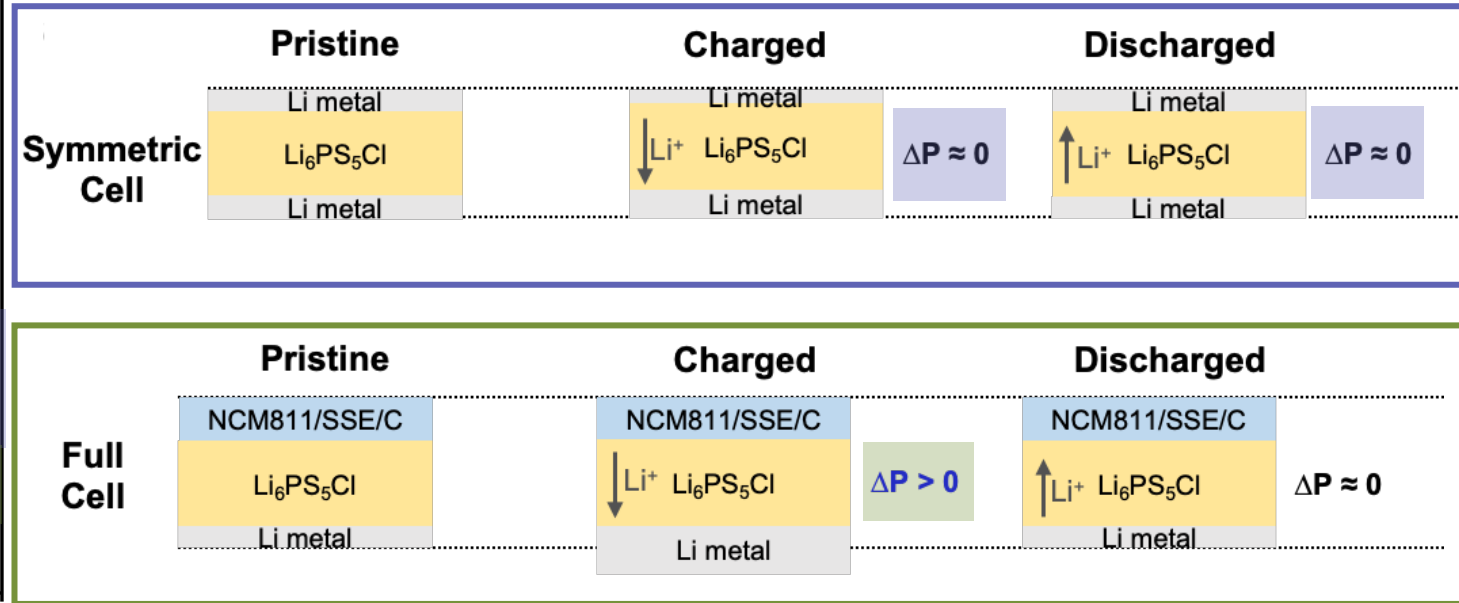 Pristine
Charged
Discharged
Symmetric
Cell
Li metal
Li₆PS₅Cl
Li metal
Li metal
Li⁺ Li₆PS₅Cl
Li metal
ΔP ≈ 0
Li metal
Li⁺ Li₆PS₅Cl
Li metal
ΔP ≈ 0
Pristine
Charged
Discharged
Full
Cell
NCM811/SSE/C
Li₆PS₅Cl
Li metal
NCM811/SSE/C
Li⁺ Li₆PS₅Cl
Li metal
ΔP > 0
NCM811/SSE/C
Li⁺ Li₆PS₅Cl
Li metal
ΔP ≈ 0